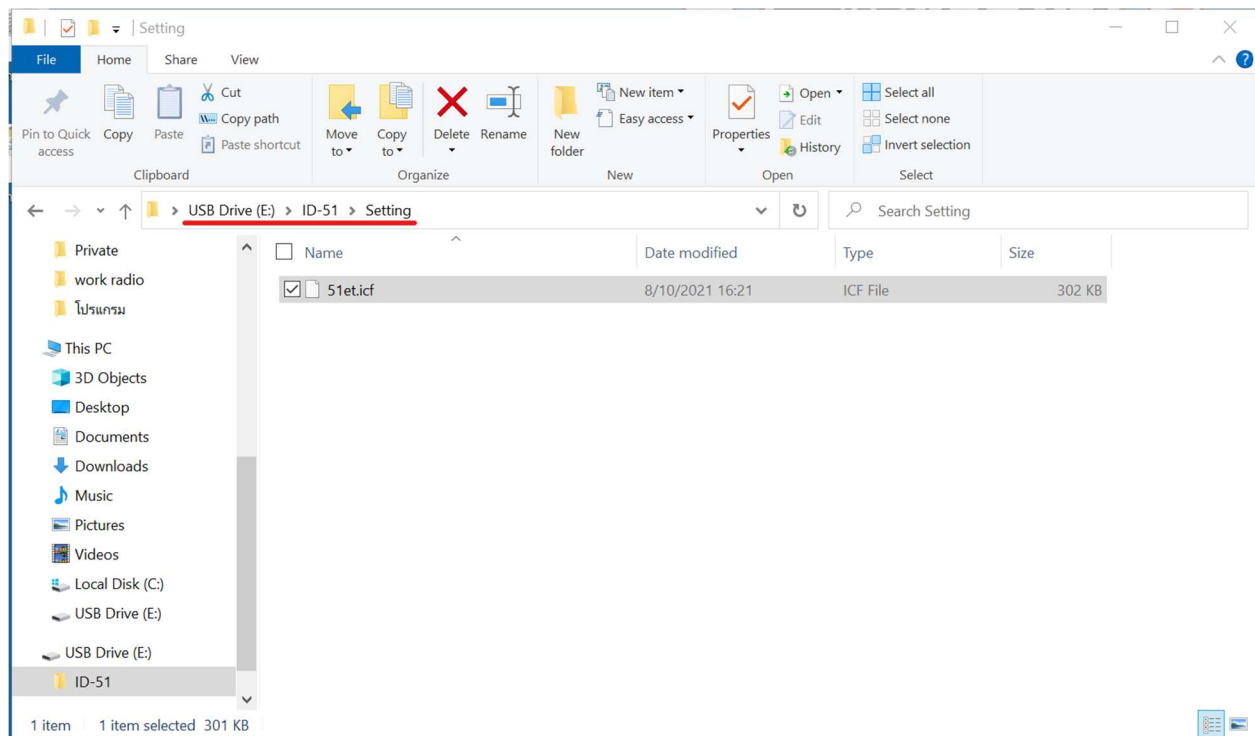 Setting
File Home Share View
Pin to Quick access
Copy
Paste
Cut
Copy path
Paste shortcut
Clipboard
Move to
Copy to
Delete
Rename
Organize
New folder
New item
Easy access
New
Properties
Open
Edit
History
Open
Select all
Select none
Invert selection
Select
USB Drive (E:) > ID-51 > Setting
Search Setting
Private
work radio
โปรแกรม
This PC
3D Objects
Desktop
Documents
Downloads
Music
Pictures
Videos
Local Disk (C:)
USB Drive (E:)
USB Drive (E:)
ID-51
Name Date modified Type Size
51et.icf 8/10/2021 16:21 ICF File 302 KB
1 item 1 item selected 301 KB